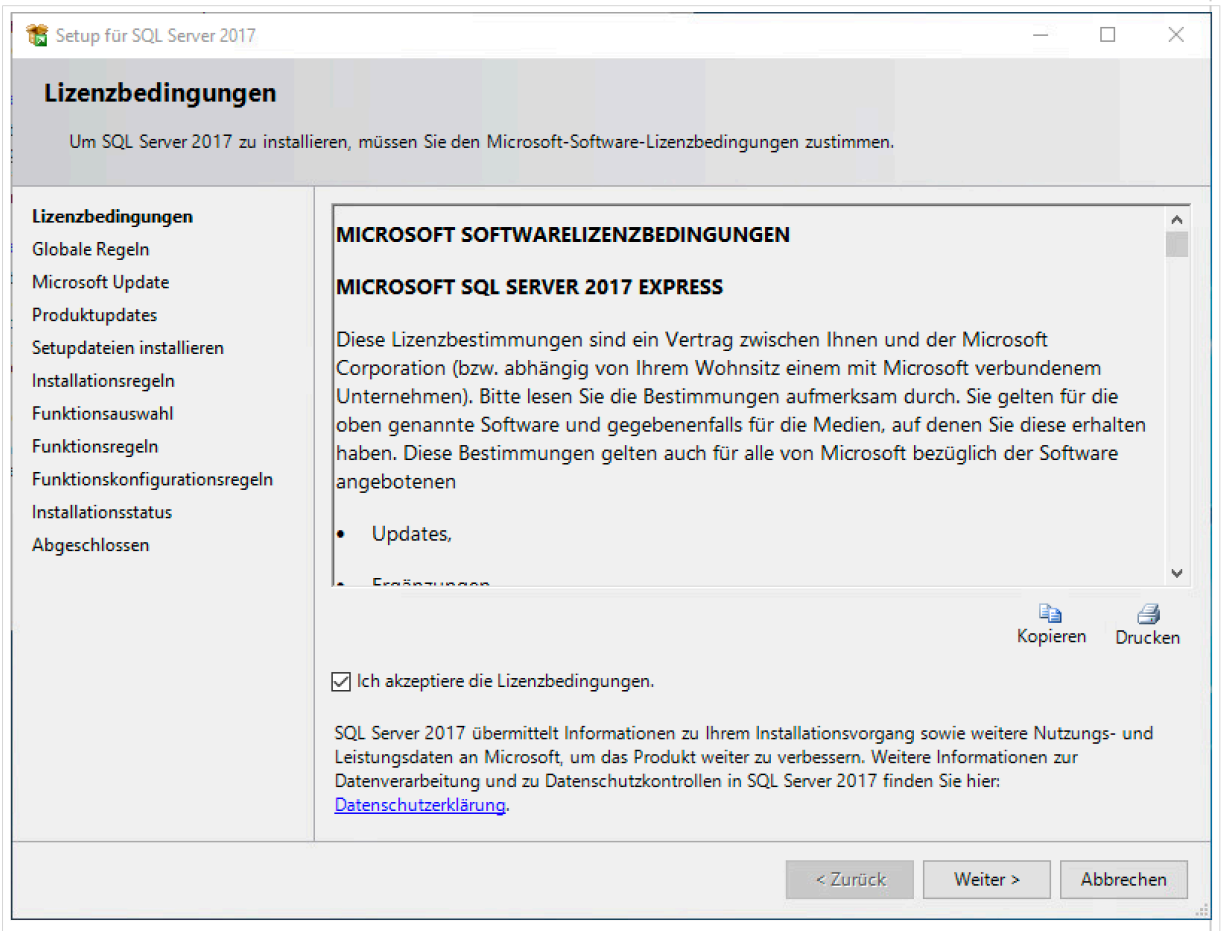 Setup für SQL Server 2017
Lizenzbedingungen
Um SQL Server 2017 zu installieren, müssen Sie den Microsoft-Software-Lizenzbedingungen zustimmen.
Lizenzbedingungen
Globale Regeln
Microsoft Update
Produktupdates
Setupdateien installieren
Installationsregeln
Funktionsauswahl
Funktionsregeln
Funktionskonfigurationsregeln
Installationsstatus
Abgeschlossen
MICROSOFT SOFTWARELIZENZBEDINGUNGEN
MICROSOFT SQL SERVER 2017 EXPRESS
Diese Lizenzbestimmungen sind ein Vertrag zwischen Ihnen und der Microsoft
Corporation (bzw. abhängig von Ihrem Wohnsitz einem mit Microsoft verbundenem
Unternehmen). Bitte lesen Sie die Bestimmungen aufmerksam durch. Sie gelten für die
oben genannte Software und gegebenenfalls für die Medien, auf denen Sie diese erhalten
haben. Diese Bestimmungen gelten auch für alle von Microsoft bezüglich der Software
angebotenen
• Updates,
• Ergänzungen
Kopieren
Drucken
Ich akzeptiere die Lizenzbedingungen.
SQL Server 2017 übermittelt Informationen zu Ihrem Installationsvorgang sowie weitere Nutzungs- und
Leistungsdaten an Microsoft, um das Produkt weiter zu verbessern. Weitere Informationen zur
Datenverarbeitung und zu Datenschutzkontrollen in SQL Server 2017 finden Sie hier:
Datenschutzerklärung.
< Zurück
Weiter >
Abbrechen